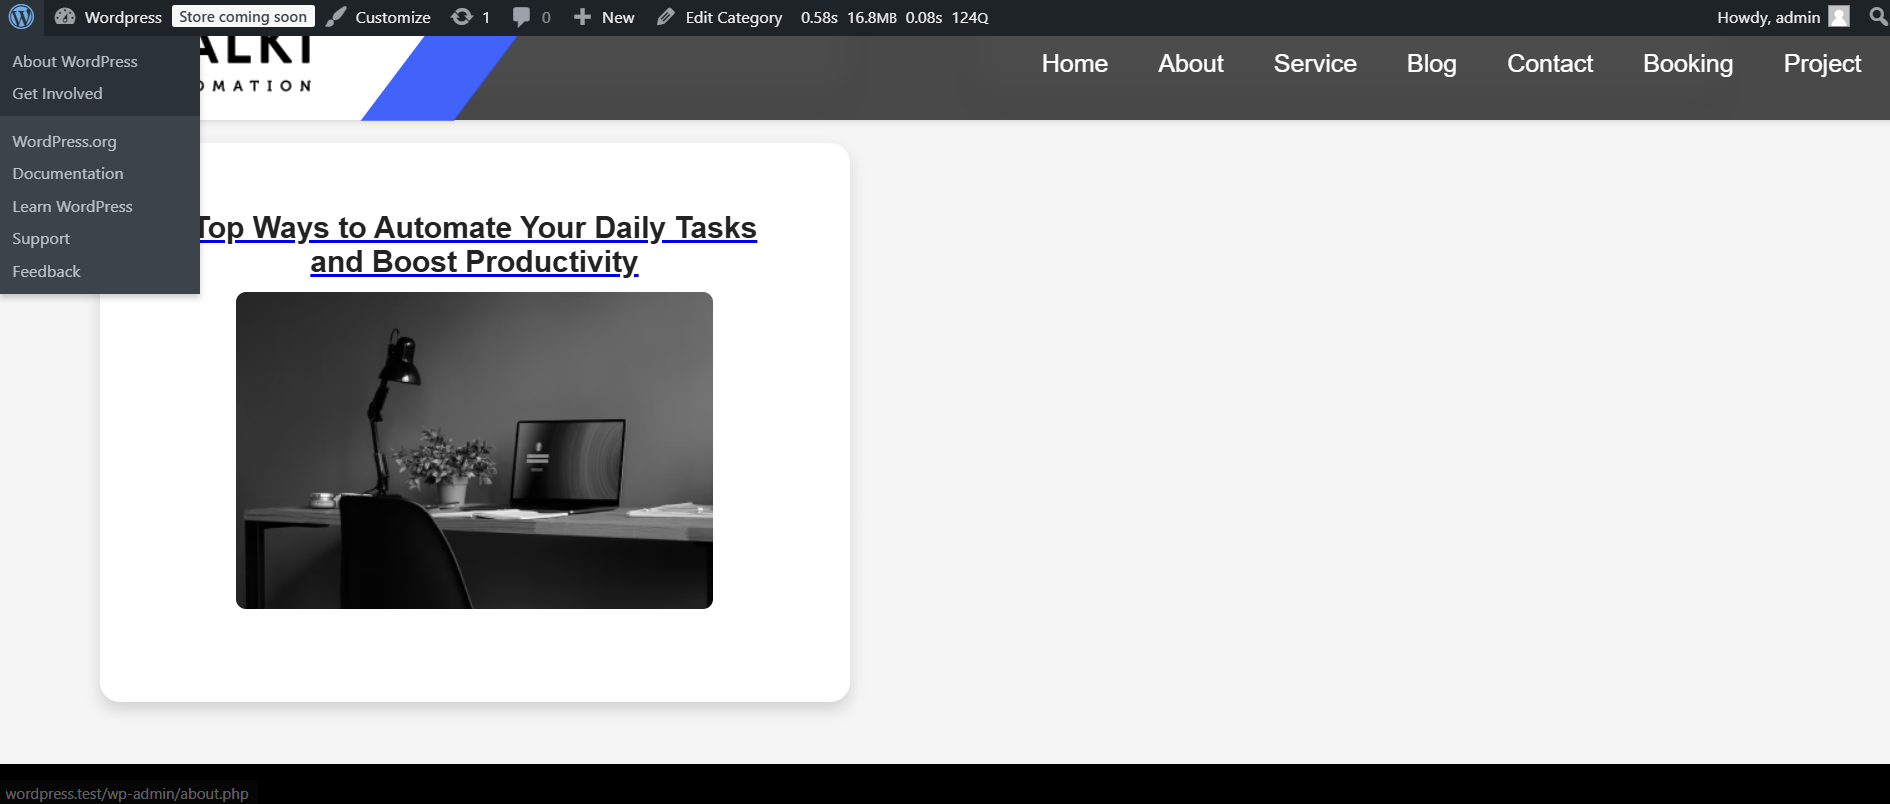 Wordpress Store coming soon Customize 1 0 New Edit Category 0.58s 16.8MB 0.08s 124Q Howdy, admin
About WordPress
Get Involved
WordPress.org
Documentation
Learn WordPress
Support
Feedback
ALKI
OMATION
Home About Service Blog Contact Booking Project
Top Ways to Automate Your Daily Tasks
and Boost Productivity
wordpress.test/wp-admin/about.php